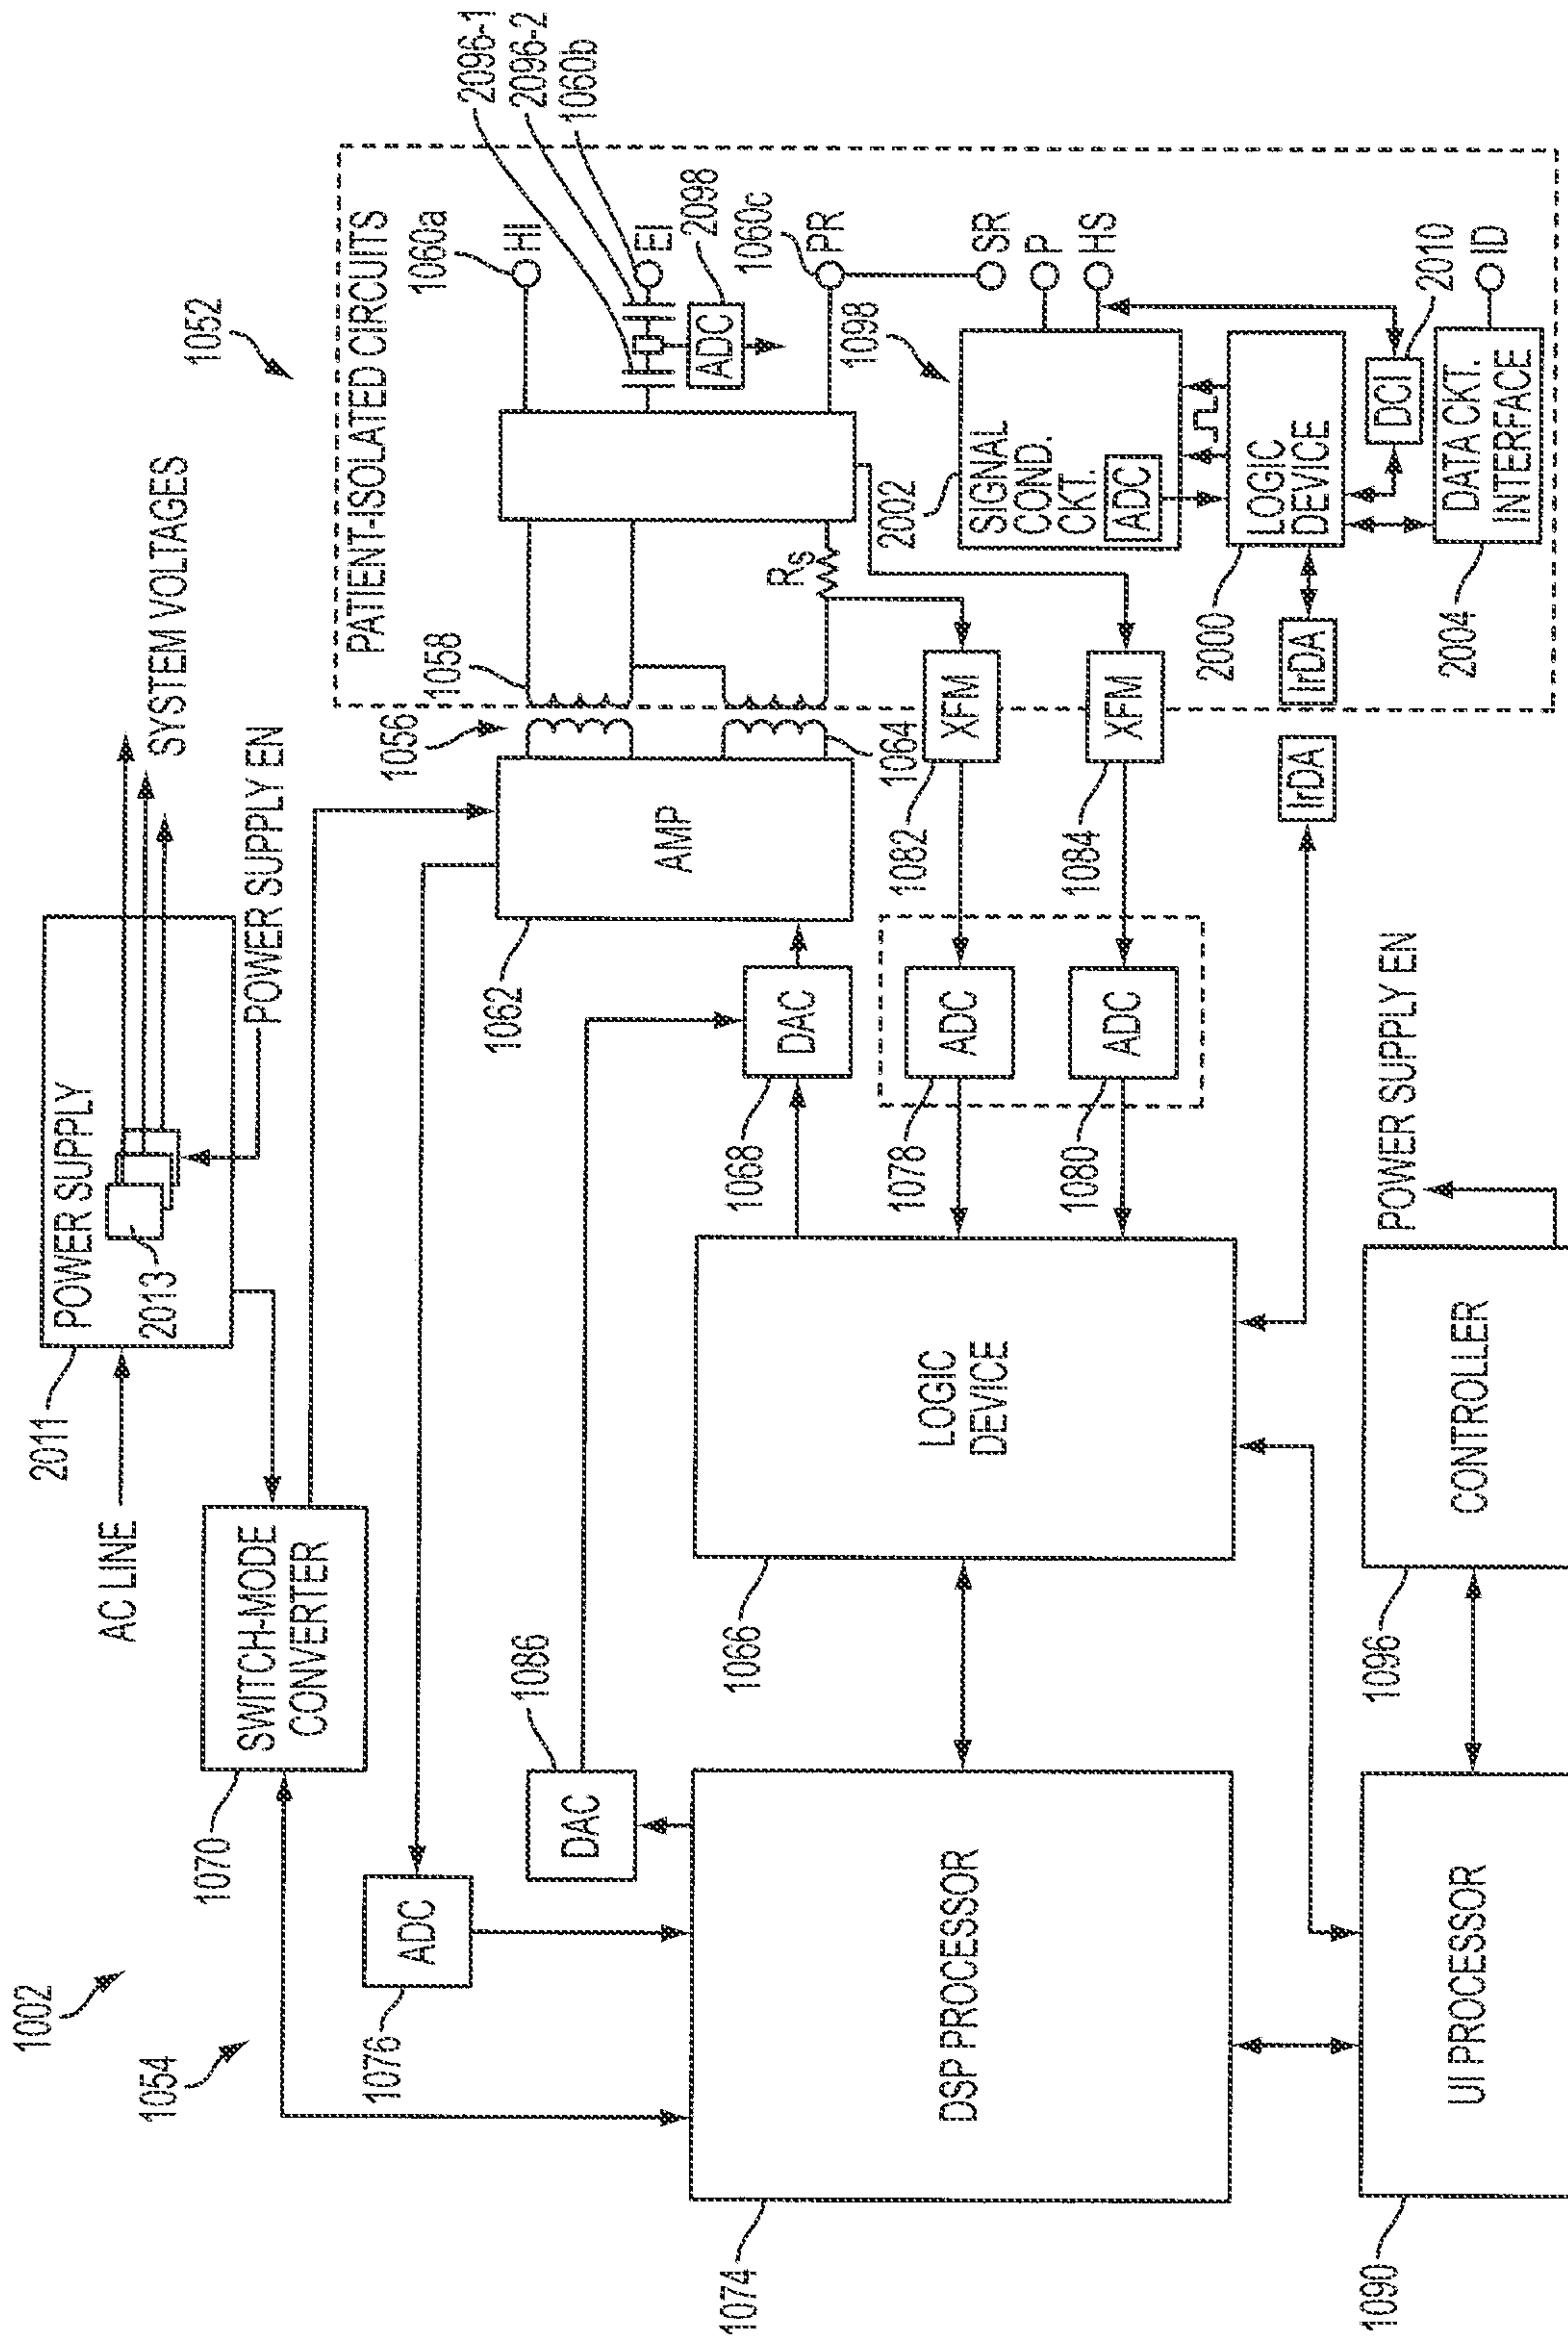 1002
1054
1052
2011
AC LINE
POWER SUPPLY
2013
SYSTEM VOLTAGES
POWER SUPPLY EN
1070
SWITCH-MODE
CONVERTER
PATIENT-ISOLATED CIRCUITS
1076
ADC
1086
DAC
1062
AMP
1056
1058
1064
1060a
HI
2096-1
2096-2
1060b
EI
ADC
2098
1060c
PR
RS
1068
DAC
1074
DSP PROCESSOR
1066
LOGIC
DEVICE
1078
ADC
1080
ADC
1082
XFM
1084
XFM
2002
1098
SIGNAL
COND.
CKT.
ADC
SR
P
HS
2000
LOGIC
DEVICE
IrDA
IrDA
DCI
2010
2004
DATA CKT.
INTERFACE
ID
1090
UI PROCESSOR
1096
CONTROLLER
POWER SUPPLY EN